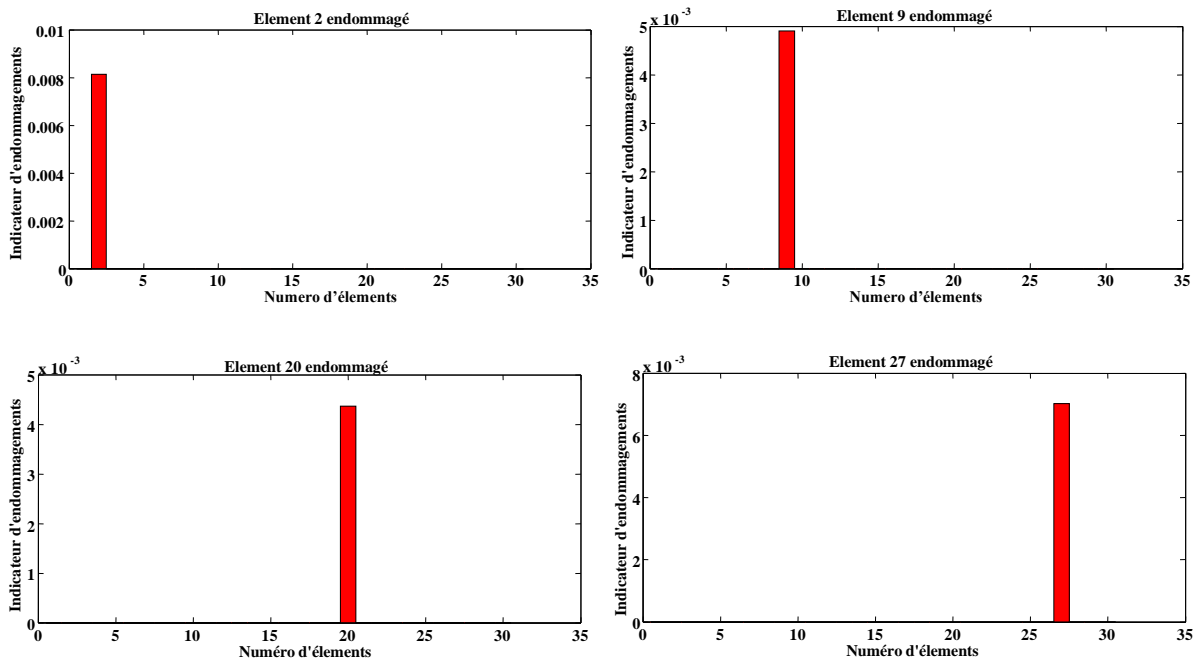 Element 2 endommagé
Indicateur d'endommagements
0.01
0.008
0.006
0.004
0.002
0
0 5 10 15 20 25 30 35
Numero d’élements
Element 9 endommagé
x 10 -3
Indicateur d'endommagements
5
4
3
2
1
0
0 5 10 15 20 25 30 35
Numero d’élements
Element 20 endommagé
x 10 -3
Indicateur d'endommagements
5
4
3
2
1
0
0 5 10 15 20 25 30 35
Numéro d'élements
Element 27 endommagé
x 10 -3
Indicateur d'endommagements
8
6
4
2
0
0 5 10 15 20 25 30 35
Numéro d'élements